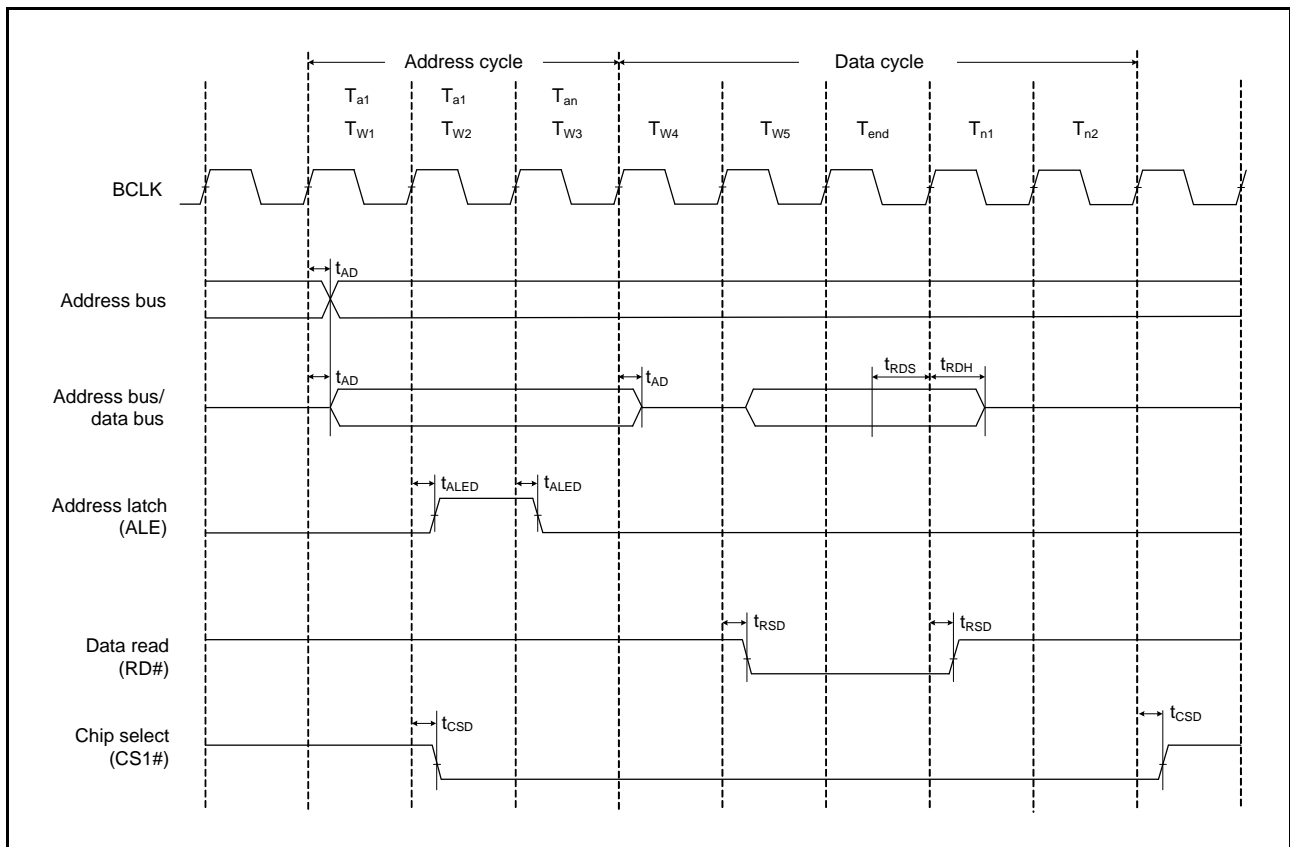 Address cycle Data cycle
Ta1 Ta1 Tan
TW1 TW2 TW3 TW4 TW5 Tend Tn1 Tn2
BCLK
tAD
Address bus
tRDS tRDH
tAD tAD
Address bus/
data bus
tALED tALED
Address latch
(ALE)
tRSD tRSD
Data read
(RD#)
tCSD tCSD
Chip select
(CS1#)